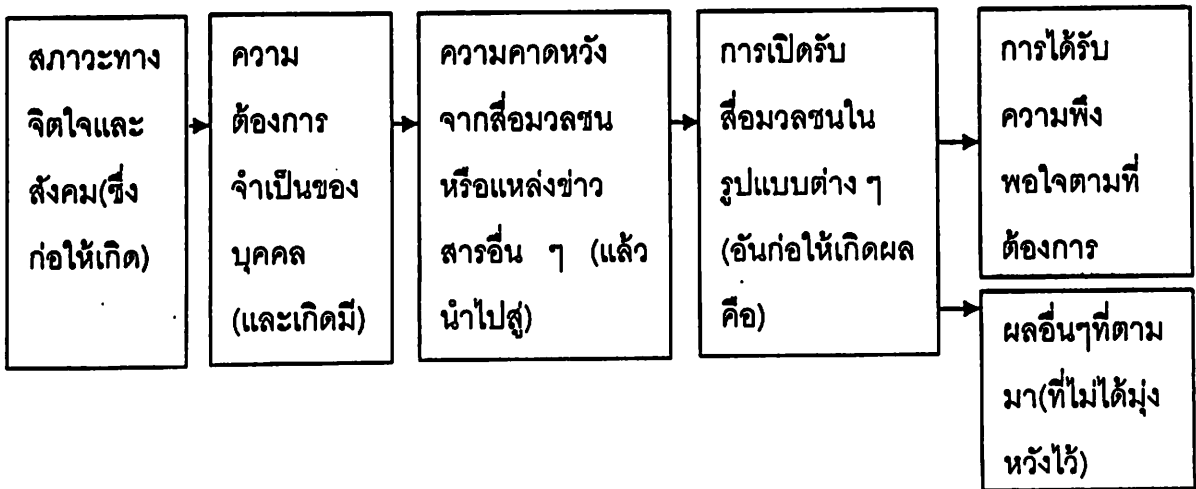 สภาวะทาง
จิตใจและ
สังคม(ซึ่ง
ก่อให้เกิด)
ความ
ต้องการ
จำเป็นของ
บุคคล
(และเกิดมี)
ความคาดหวัง
จากสื่อมวลชน
หรือแหล่งข่าว
สารอื่น ๆ (แล้ว
นำไปสู่)
การเปิดรับ
สื่อมวลชนใน
รูปแบบต่าง ๆ
(อันก่อให้เกิดผล
คือ)
การได้รับ
ความพึง
พอใจตามที่
ต้องการ
ผลอื่นๆที่ตาม
มา(ที่ไม่ได้มุ่ง
หวังไว้)